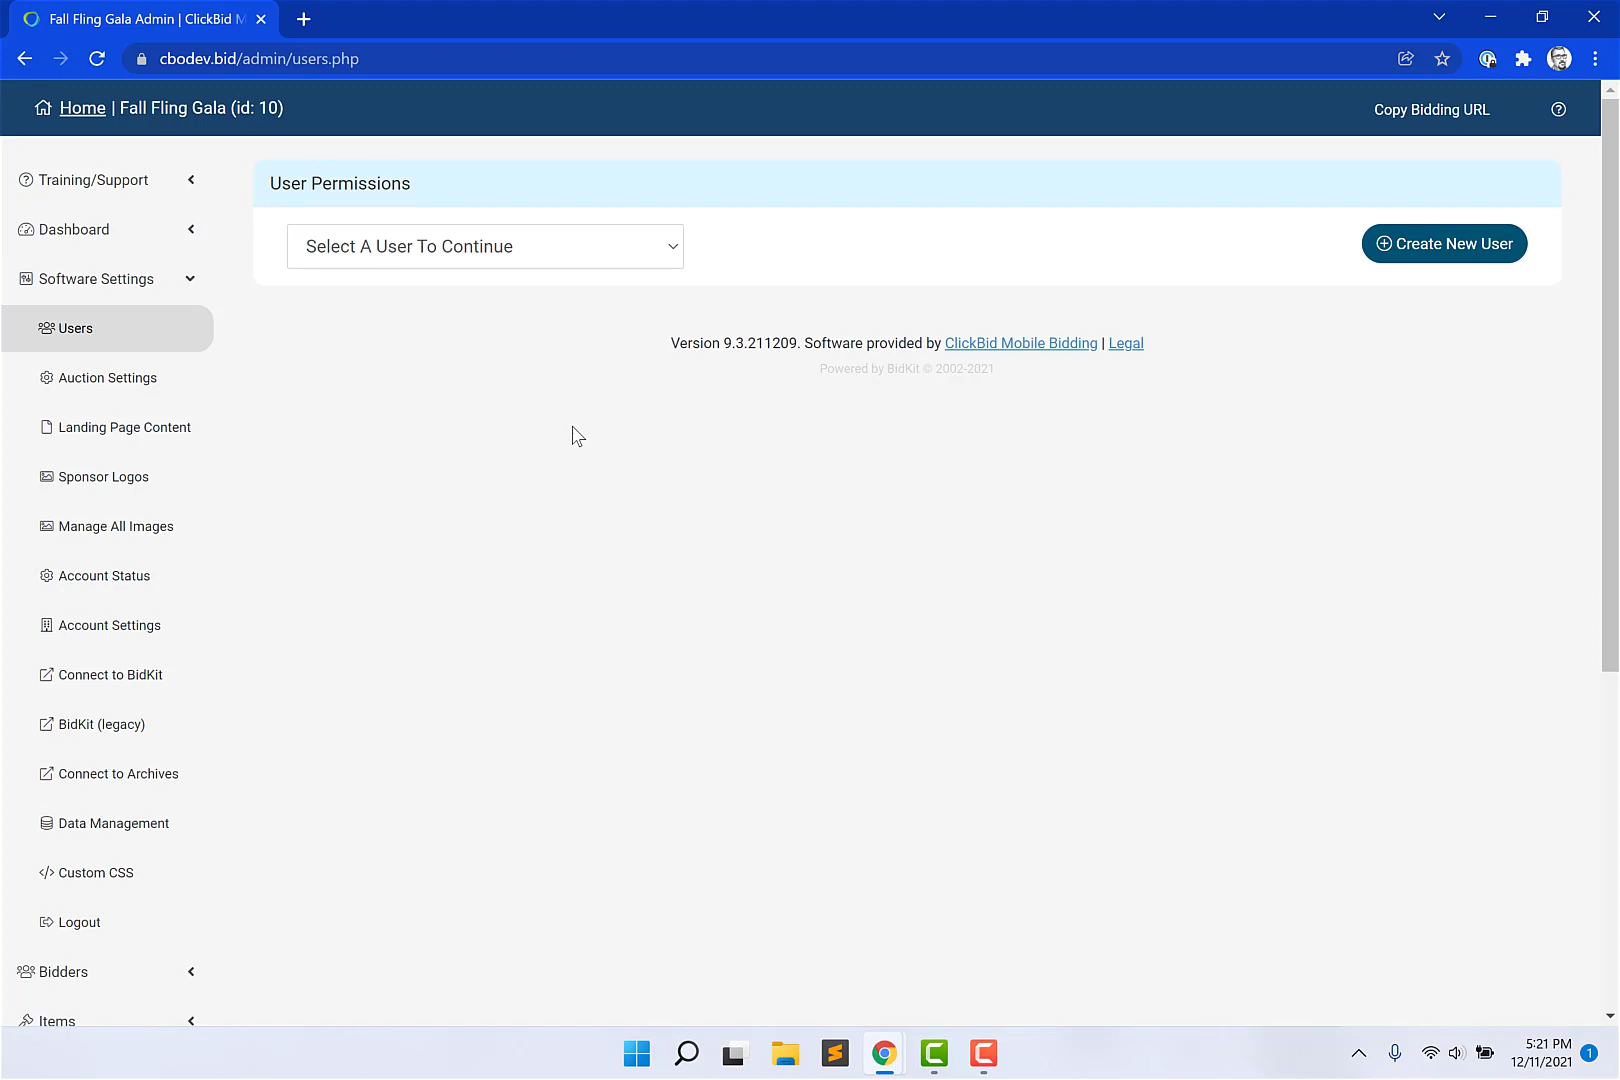 Fall Fling Gala Admin | ClickBid M
cbodev.bid/admin/users.php
Home | Fall Fling Gala (id: 10)
Copy Bidding URL
Training/Support
Dashboard
Software Settings
Users
Auction Settings
Landing Page Content
Sponsor Logos
Manage All Images
Account Status
Account Settings
Connect to BidKit
BidKit (legacy)
Connect to Archives
Data Management
Custom CSS
Logout
Bidders
Items
User Permissions
Select A User To Continue
Create New User
Version 9.3.211209. Software provided by ClickBid Mobile Bidding | Legal
Powered by BidKit © 2002-2021
5:21 PM
12/11/2021
1